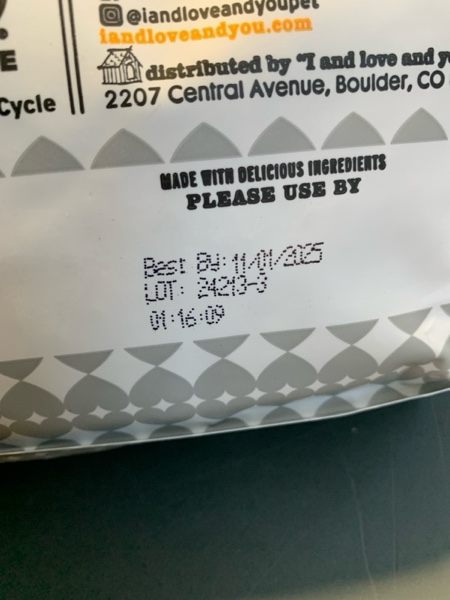 @iandloveandyoupet
iandloveandyou.com
E
Cycle
distributed by "I and love and y
2207 Central Avenue, Boulder, CO
MADE WITH DELICIOUS INGREDIENTS
PLEASE USE BY
Best By: 11/01/2025
LOT: 24213-3
01:16:09